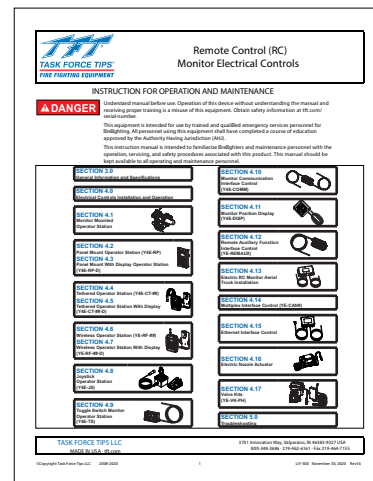 TFT
TASK FORCE TIPS
FIRE FIGHTING EQUIPMENT
Remote Control (RC)
Monitor Electrical Controls
INSTRUCTION FOR OPERATION AND MAINTENANCE
DANGER
Understand manual before use. Operation of this device without understanding the manual and
receiving proper training is a misuse of this equipment. Obtain safety information at tft.com/
serial-number.
This equipment is intended for use by trained and qualified emergency services personnel for
firefighting. All personnel using this equipment shall have completed a course of education
approved by the Authority Having Jurisdiction (AHJ).
This instruction manual is intended to familiarize firefighters and maintenance personnel with the
operation, servicing, and safety procedures associated with this product. This manual should be
kept available to all operating and maintenance personnel.
SECTION 3.0
General Information and Specifications
SECTION 4.0
Electrical Controls Installation and Operation
SECTION 4.1
Monitor Mounted
Operator Station
SECTION 4.2
Panel Mount Operator Station (Y4E-RP)
SECTION 4.3
Panel Mount With Display Operator Station
(Y4E-RP-D)
SECTION 4.4
Tethered Operator Station (Y4E-CT-##)
SECTION 4.5
Tethered Operator Station With Display
(Y4E-CT-##-D)
SECTION 4.6
Wireless Operator Station (YE-RF-##)
SECTION 4.7
Wireless Operator Station With Display
(YE-RF-##-D)
SECTION 4.8
Joystick
Operator Station
(Y4E-JS)
SECTION 4.9
Toggle Switch Monitor
Operator Station
(Y4E-TS)
SECTION 4.10
Monitor Communication
Interface Control
(Y4E-COMM)
SECTION 4.11
Monitor Position Display
(Y4E-DISP)
SECTION 4.12
Remote Auxiliary Function
Interface Control
(YE-REMAUX)
SECTION 4.13
Electric RC Monitor Aerial
Truck Installation
SECTION 4.14
Multiplex Interface Control (YE-CAN#)
SECTION 4.15
Ethernet Interface Control
SECTION 4.16
Electric Nozzle Actuator
SECTION 4.17
Valve Kits
(YE-VK-PH)
SECTION 5.0
Troubleshooting
TASK FORCE TIPS LLC
MADE IN USA · tft.com
3701 Innovation Way, Valparaiso, IN 46383-9327 USA
800-348-2686 · 219-462-6161 · Fax 219-464-7155
©Copyright Task Force Tips LLC 2008-2020
1
LIY-500 November 30, 2020 Rev16